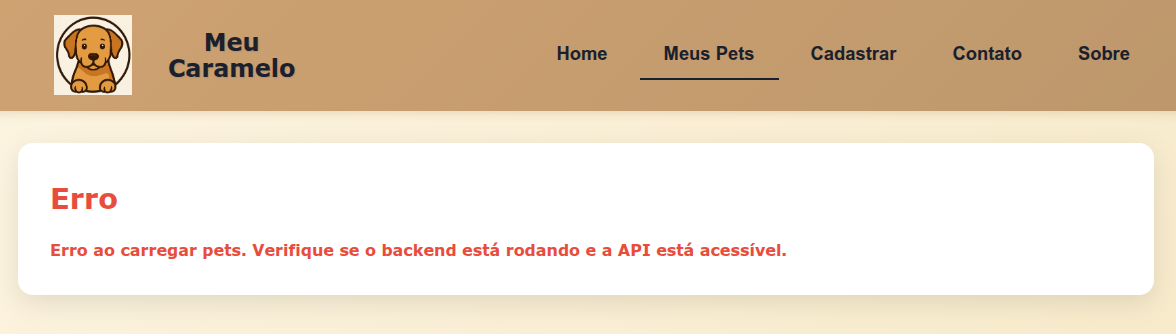 Meu
Caramelo
Home
Meus Pets
Cadastrar
Contato
Sobre
Erro
Erro ao carregar pets. Verifique se o backend está rodando e a API está acessível.